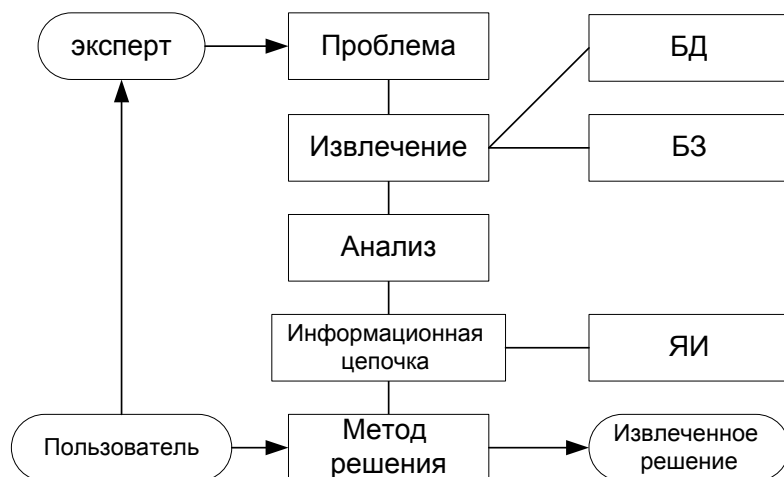 эксперт
Проблема
БД
Извлечение
БЗ
Анализ
Информационная
цепочка
ЯИ
Пользователь
Метод
решения
Извлеченное
решение